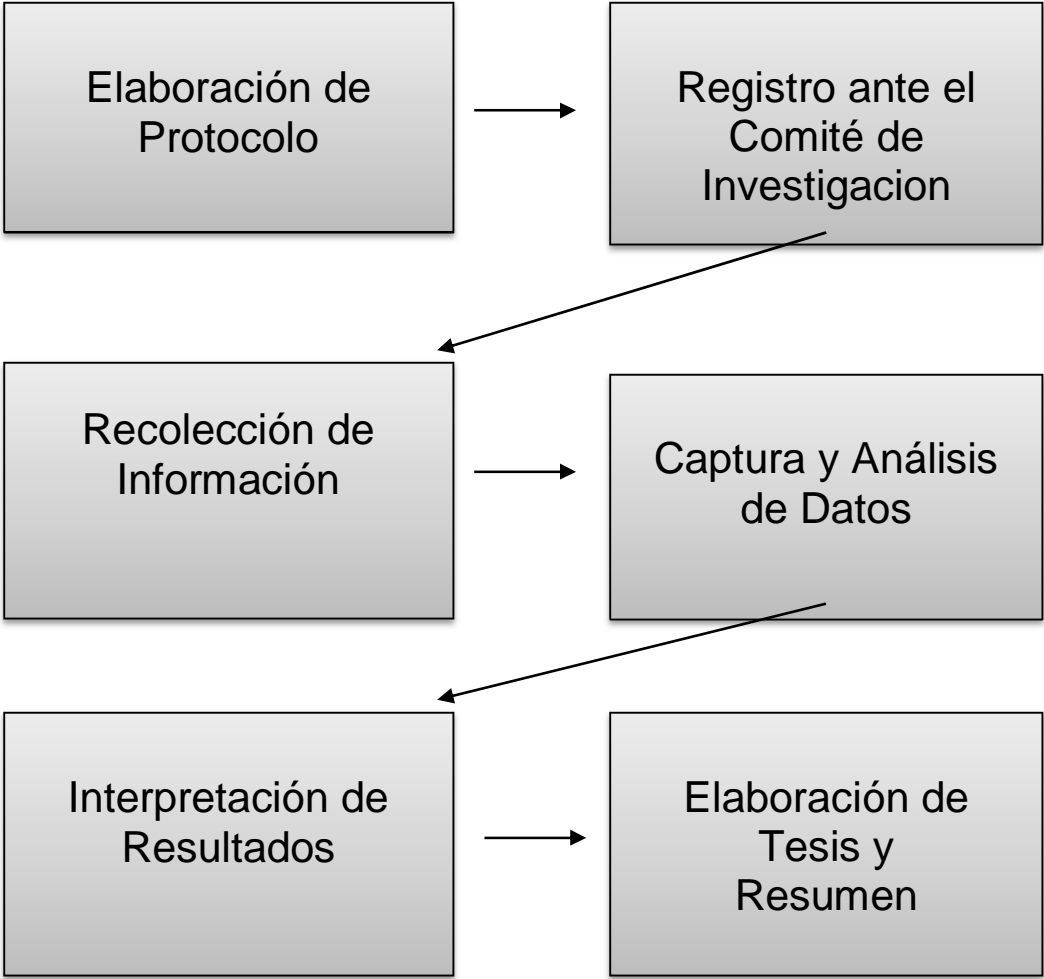 Elaboración de
Protocolo
Registro ante el
Comité de
Investigacion
Recolección de
Información
Captura y Análisis
de Datos
Interpretación de
Resultados
Elaboración de
Tesis y
Resumen